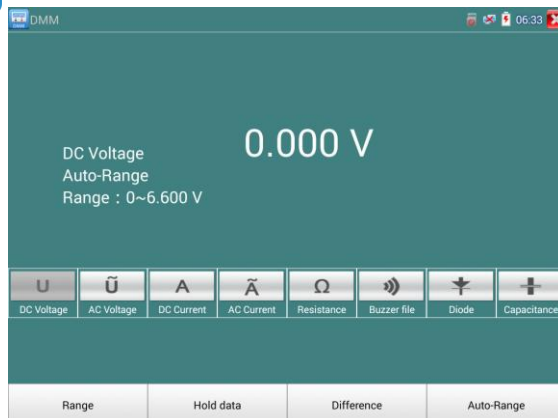 DMM
06:33
0.000 V
DC Voltage
Auto-Range
Range : 0~6.600 V
U Ũ A Ã Ω
DC Voltage AC Voltage DC Current AC Current Resistance Buzzer file Diode Capacitance
Range Hold data Difference Auto-Range